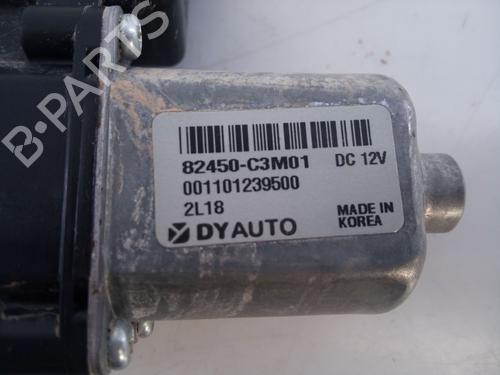 B-PARTS
82450-C3M01 DC 12V
001101239500
2L18
DYAUTO
MADE IN
KOREA